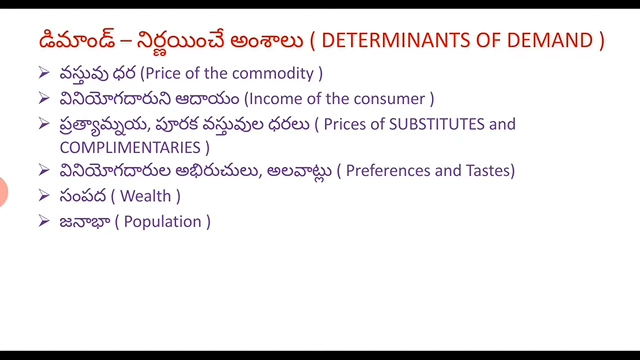 డిమాండ్ – నిర్ణయించే అంశాలు ( DETERMINANTS OF DEMAND )
➢ వస్తువు ధర (Price of the commodity )
➢ వినియోగదారుని ఆదాయం (Income of the consumer )
➢ ప్రత్యామ్నయ, పూరక వస్తువుల ధరలు ( Prices of SUBSTITUTES and
COMPLIMENTARIES )
➢ వినియోగదారుల అభిరుచులు, అలవాట్లు ( Preferences and Tastes)
➢ సంపద ( Wealth )
➢ జనాభా ( Population )